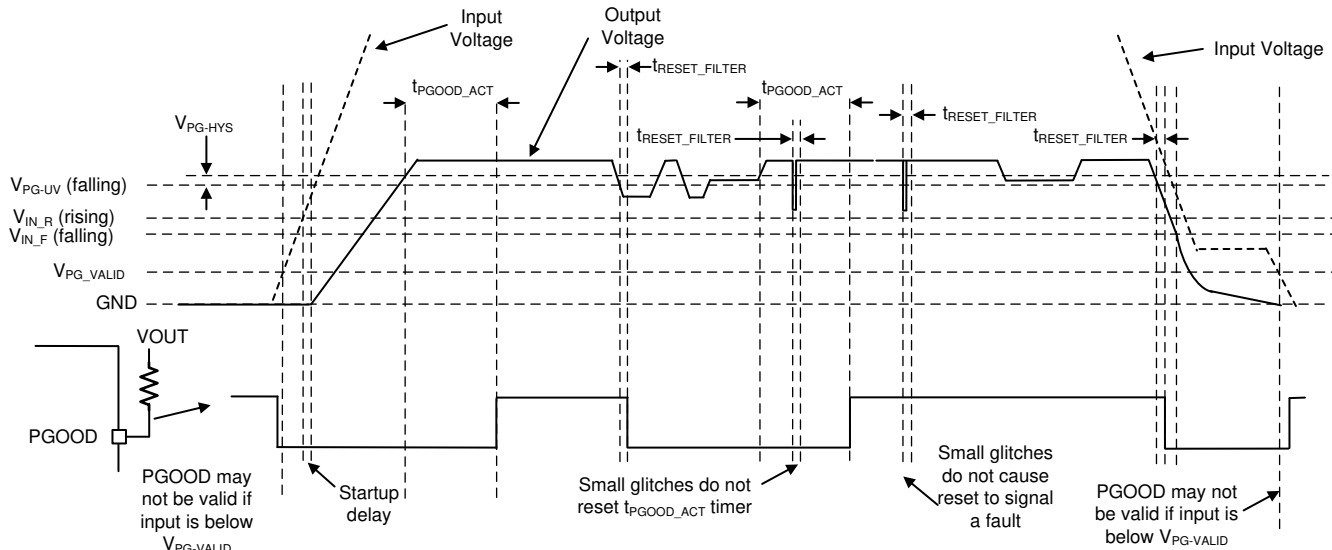 Input
Voltage
Output
Voltage
Input Voltage
tRESET_FILTER
tPGOOD_ACT
tPGOOD_ACT
tRESET_FILTER
tRESET_FILTER
tRESET_FILTER
VPG-HYS
VPG-UV (falling)
VIN_R (rising)
VIN_F (falling)
VPG_VALID
GND
VOUT
PGOOD
PGOOD may
not be valid if
input is below
VPG-VALID
Startup
delay
Small glitches do not
reset tPGOOD_ACT timer
Small glitches
do not cause
reset to signal
a fault
PGOOD may not
be valid if input is
below VPG-VALID